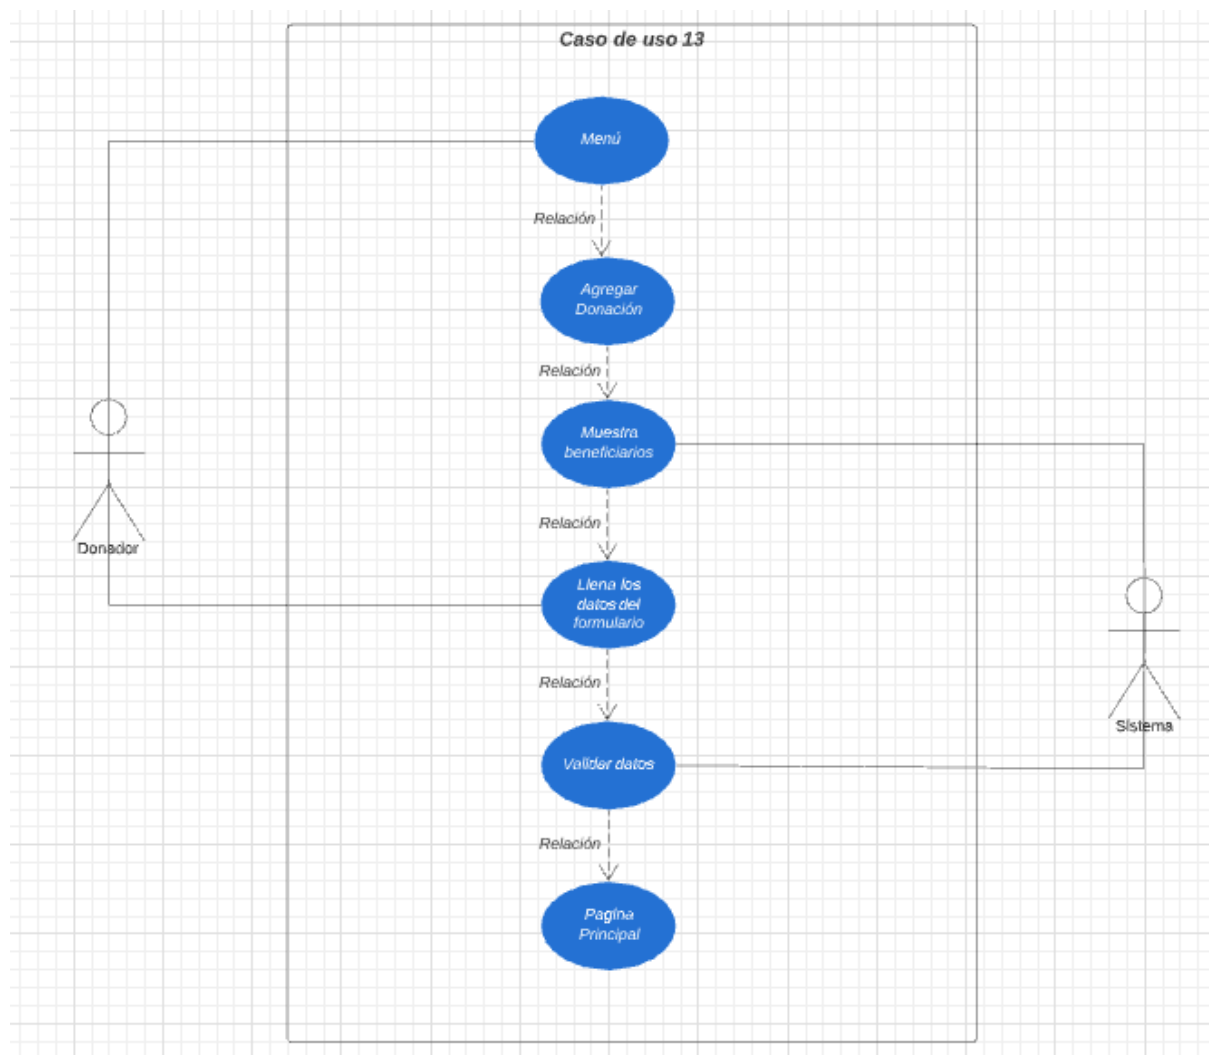 Caso de uso 13
Menú
Relación
Agregar
Donación
Relación
Muestra
beneficiarios
Relación
Donador
Llena los
datos del
formulario
Relación
Sistema
Validar datos
Relación
Pagina
Principal